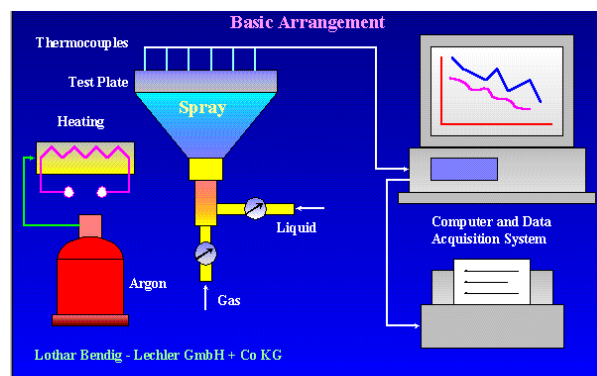 Basic Arrangement
Thermocouples
Test Plate
Spray
Heating
Liquid
Computer and Data
Acquisition System
Argon
Gas
Lothar Bendig - Lechler GmbH + Co KG